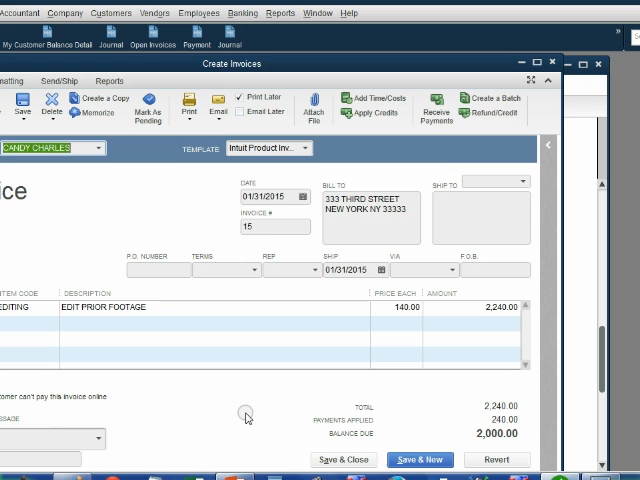 Accountant Company Customers Vendors Employees Banking Reports Window Help
My Customer Balance Detail Journal Open Invoices Payment Journal » Se
Create Invoices
matting Send/Ship Reports
Save Delete Create a Copy Memorize Mark As Pending Print Email Print Later Email Later Attach File Add Time/Costs Apply Credits Receive Payments Create a Batch Refund/Credit
CANDY CHARLES TEMPLATE Intuit Product Inv...
ice
DATE
01/31/2015
INVOICE #
15
BILL TO
333 THIRD STREET
NEW YORK NY 33333
SHIP TO
P.O. NUMBER TERMS REP SHIP VIA F.O.B.
01/31/2015
ITEM CODE DESCRIPTION PRICE EACH AMOUNT
EDITING EDIT PRIOR FOOTAGE 140.00 2,240.00
omer can't pay this invoice online
TOTAL 2,240.00
SSAGE PAYMENTS APPLIED 240.00
BALANCE DUE 2,000.00
Save & Close Save & New Revert